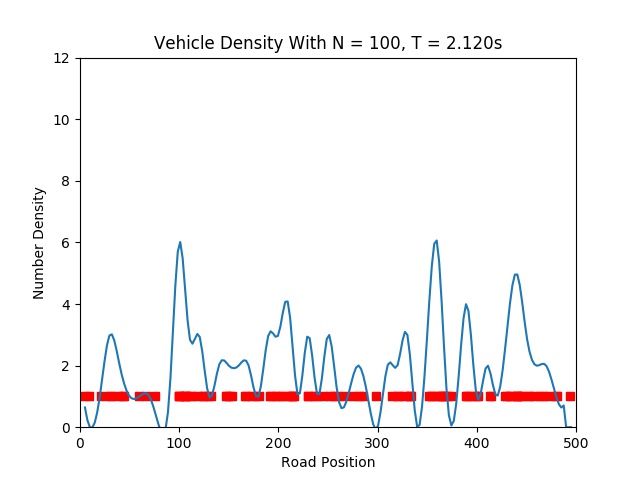 Vehicle Density With N = 100, T = 2.120s
12
10
8
6
4
2
0
Number Density
0 100 200 300 400 500
Road Position